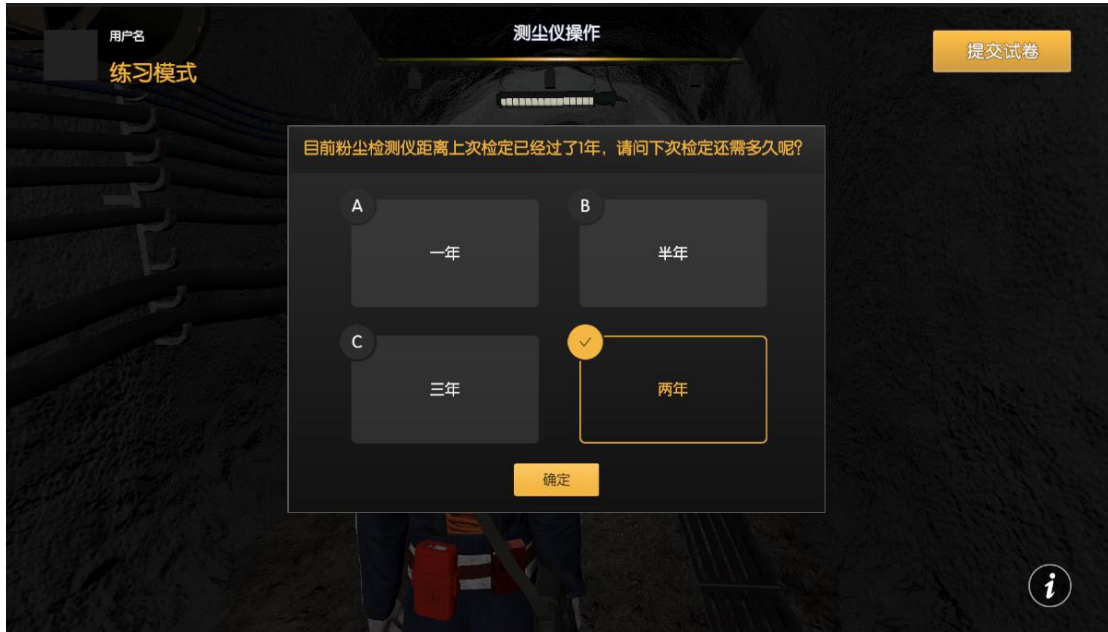 用户名
练习模式
测尘仪操作
提交试卷
目前粉尘检测仪距离上次检定已经过了1年，请问下次检定还需多久呢？
A
一年
B
半年
C
三年
两年
确定
i